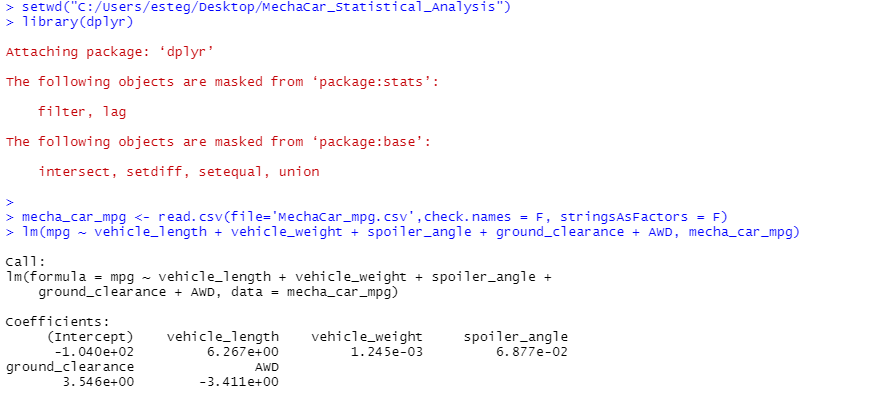 > setwd("C:/Users/esteg/Desktop/MechaCar_Statistical_Analysis")
> library(dplyr)
Attaching package: ‘dplyr’
The following objects are masked from ‘package:stats’:
filter, lag
The following objects are masked from ‘package:base’:
intersect, setdiff, setequal, union
>
> mecha_car_mpg <- read.csv(file='MechaCar_mpg.csv',check.names = F, stringsAsFactors = F)
> lm(mpg ~ vehicle_length + vehicle_weight + spoiler_angle + ground_clearance + AWD, mecha_car_mpg)
Call:
lm(formula = mpg ~ vehicle_length + vehicle_weight + spoiler_angle +
ground_clearance + AWD, data = mecha_car_mpg)
Coefficients:
(Intercept) vehicle_length vehicle_weight spoiler_angle
-1.040e+02 6.267e+00 1.245e-03 6.877e-02
ground_clearance AWD
3.546e+00 -3.411e+00